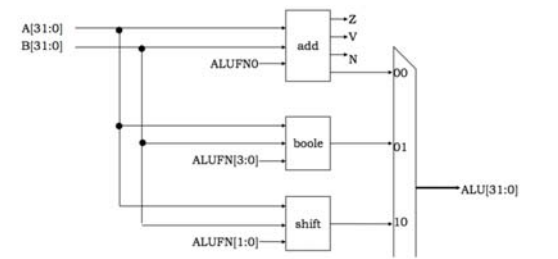 A[31:0]
B[31:0]
ALUFN0
add
Z
V
N
00
boole
ALUFN[3:0]
01
ALU[31:0]
shift
ALUFN[1:0]
10